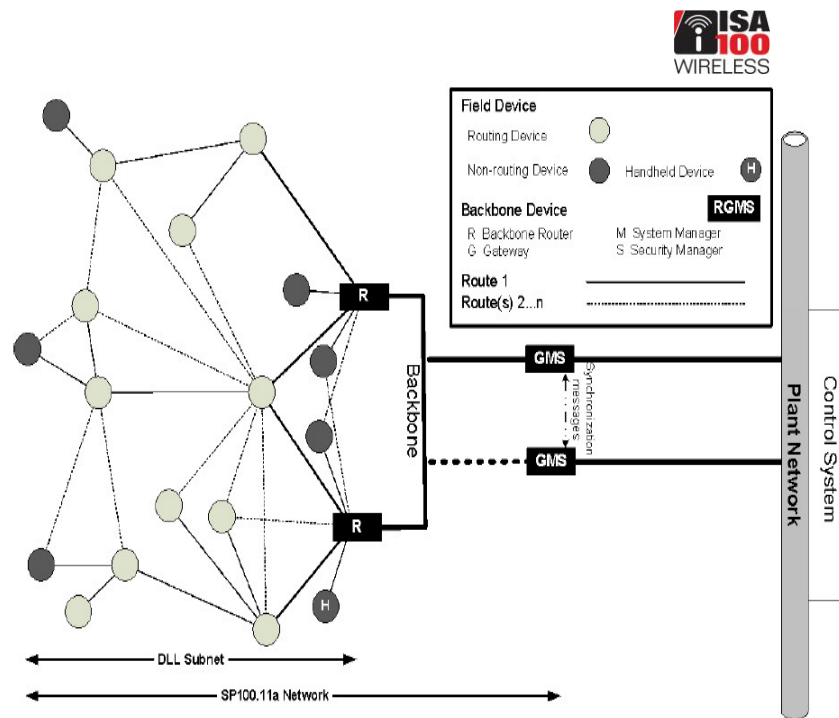 ISA
100
WIRELESS
Field Device
Routing Device
Non-routing Device
Handheld Device
H
Backbone Device
RGMS
R Backbone Router
M System Manager
G Gateway
S Security Manager
Route 1
Route(s) 2...n
R
R
H
Backbone
GMS
GMS
Synchronization
messages
Plant Network
Control System
DLL Subnet
SP100.11a Network